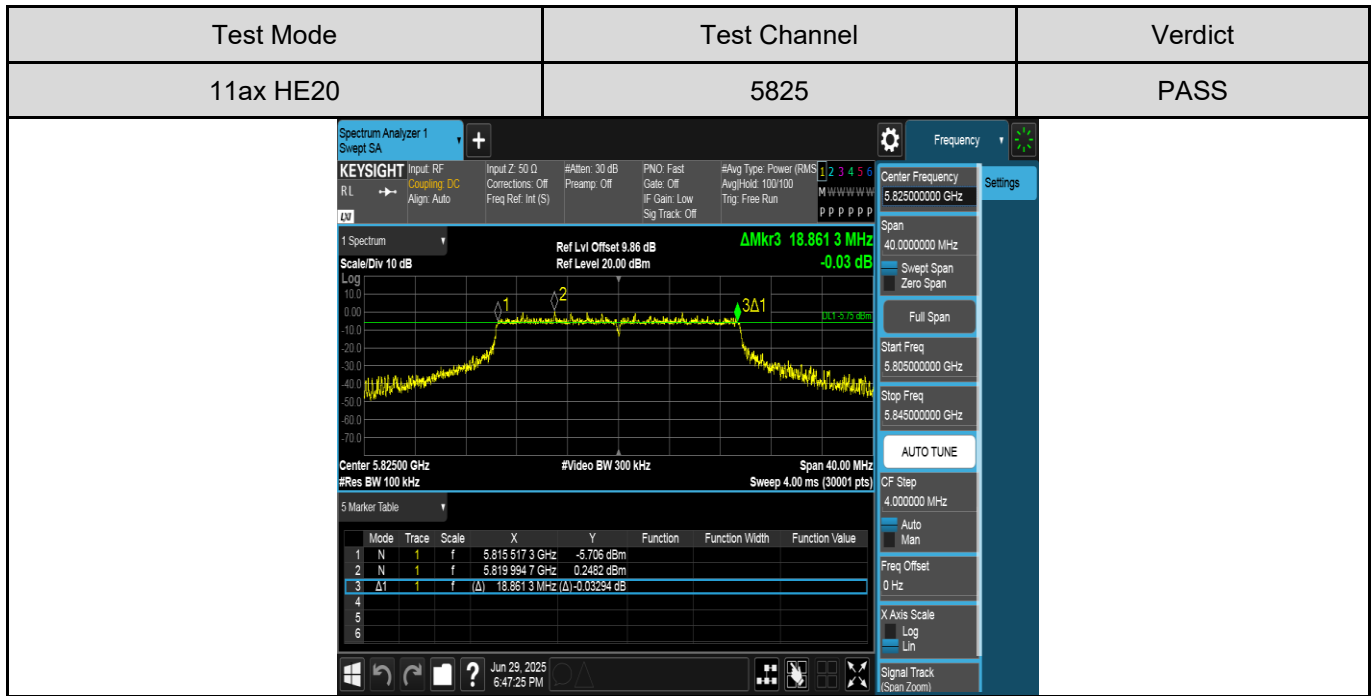 Test Mode Test Channel Verdict
11ax HE20 5825 PASS
Spectrum Analyzer 1
Swept SA
+
Frequency
KEYSIGHT
RL
LXI
Input: RF
Coupling: DC
Align: Auto
Input Z: 50 Ω
Corrections: Off
Freq Ref: Int (S)
#Atten: 30 dB
Preamp: Off
PNO: Fast
Gate: Off
IF Gain: Low
Sig Track: Off
#Avg Type: Power (RMS
Avg|Hold: 100/100
Trig: Free Run
1 2 3 4 5 6
M W W W W W
P P P P P P
1 Spectrum
Scale/Div 10 dB
Ref Lvl Offset 9.86 dB
Ref Level 20.00 dBm
ΔMkr3 18.861 3 MHz
-0.03 dB
Log
10.0
0.00
-10.0
-20.0
-30.0
-40.0
-50.0
-60.0
-70.0
1
2
3Δ1
DL1 -5.75 dBm
Center 5.82500 GHz #Video BW 300 kHz Span 40.00 MHz
#Res BW 100 kHz Sweep 4.00 ms (30001 pts)
5 Marker Table
Mode Trace Scale X Y Function Function Width Function Value
1 N 1 f 5.815 517 3 GHz -5.706 dBm
2 N 1 f 5.819 994 7 GHz 0.2482 dBm
3 Δ1 1 f (Δ) 18.861 3 MHz (Δ) -0.03294 dB
4
5
6
Center Frequency
5.825000000 GHz
Settings
Span
40.0000000 MHz
Swept Span
Zero Span
Full Span
Start Freq
5.805000000 GHz
Stop Freq
5.845000000 GHz
AUTO TUNE
CF Step
4.000000 MHz
Auto
Man
Freq Offset
0 Hz
X Axis Scale
Log
Lin
Signal Track
(Span Zoom)
?
Jun 29, 2025
6:47:25 PM